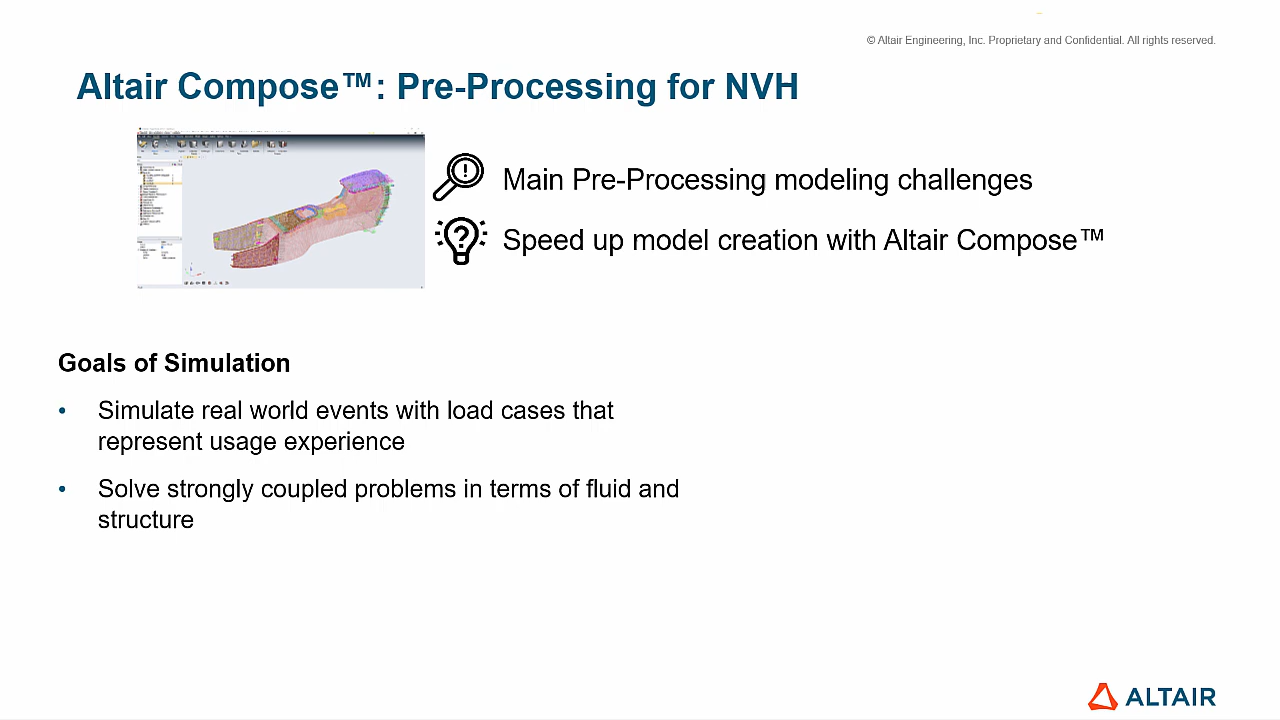 © Altair Engineering, Inc. Proprietary and Confidential. All rights reserved.
Altair Compose™: Pre-Processing for NVH
Main Pre-Processing modeling challenges
Speed up model creation with Altair Compose™
Goals of Simulation
• Simulate real world events with load cases that
represent usage experience
• Solve strongly coupled problems in terms of fluid and
structure
ALTAIR